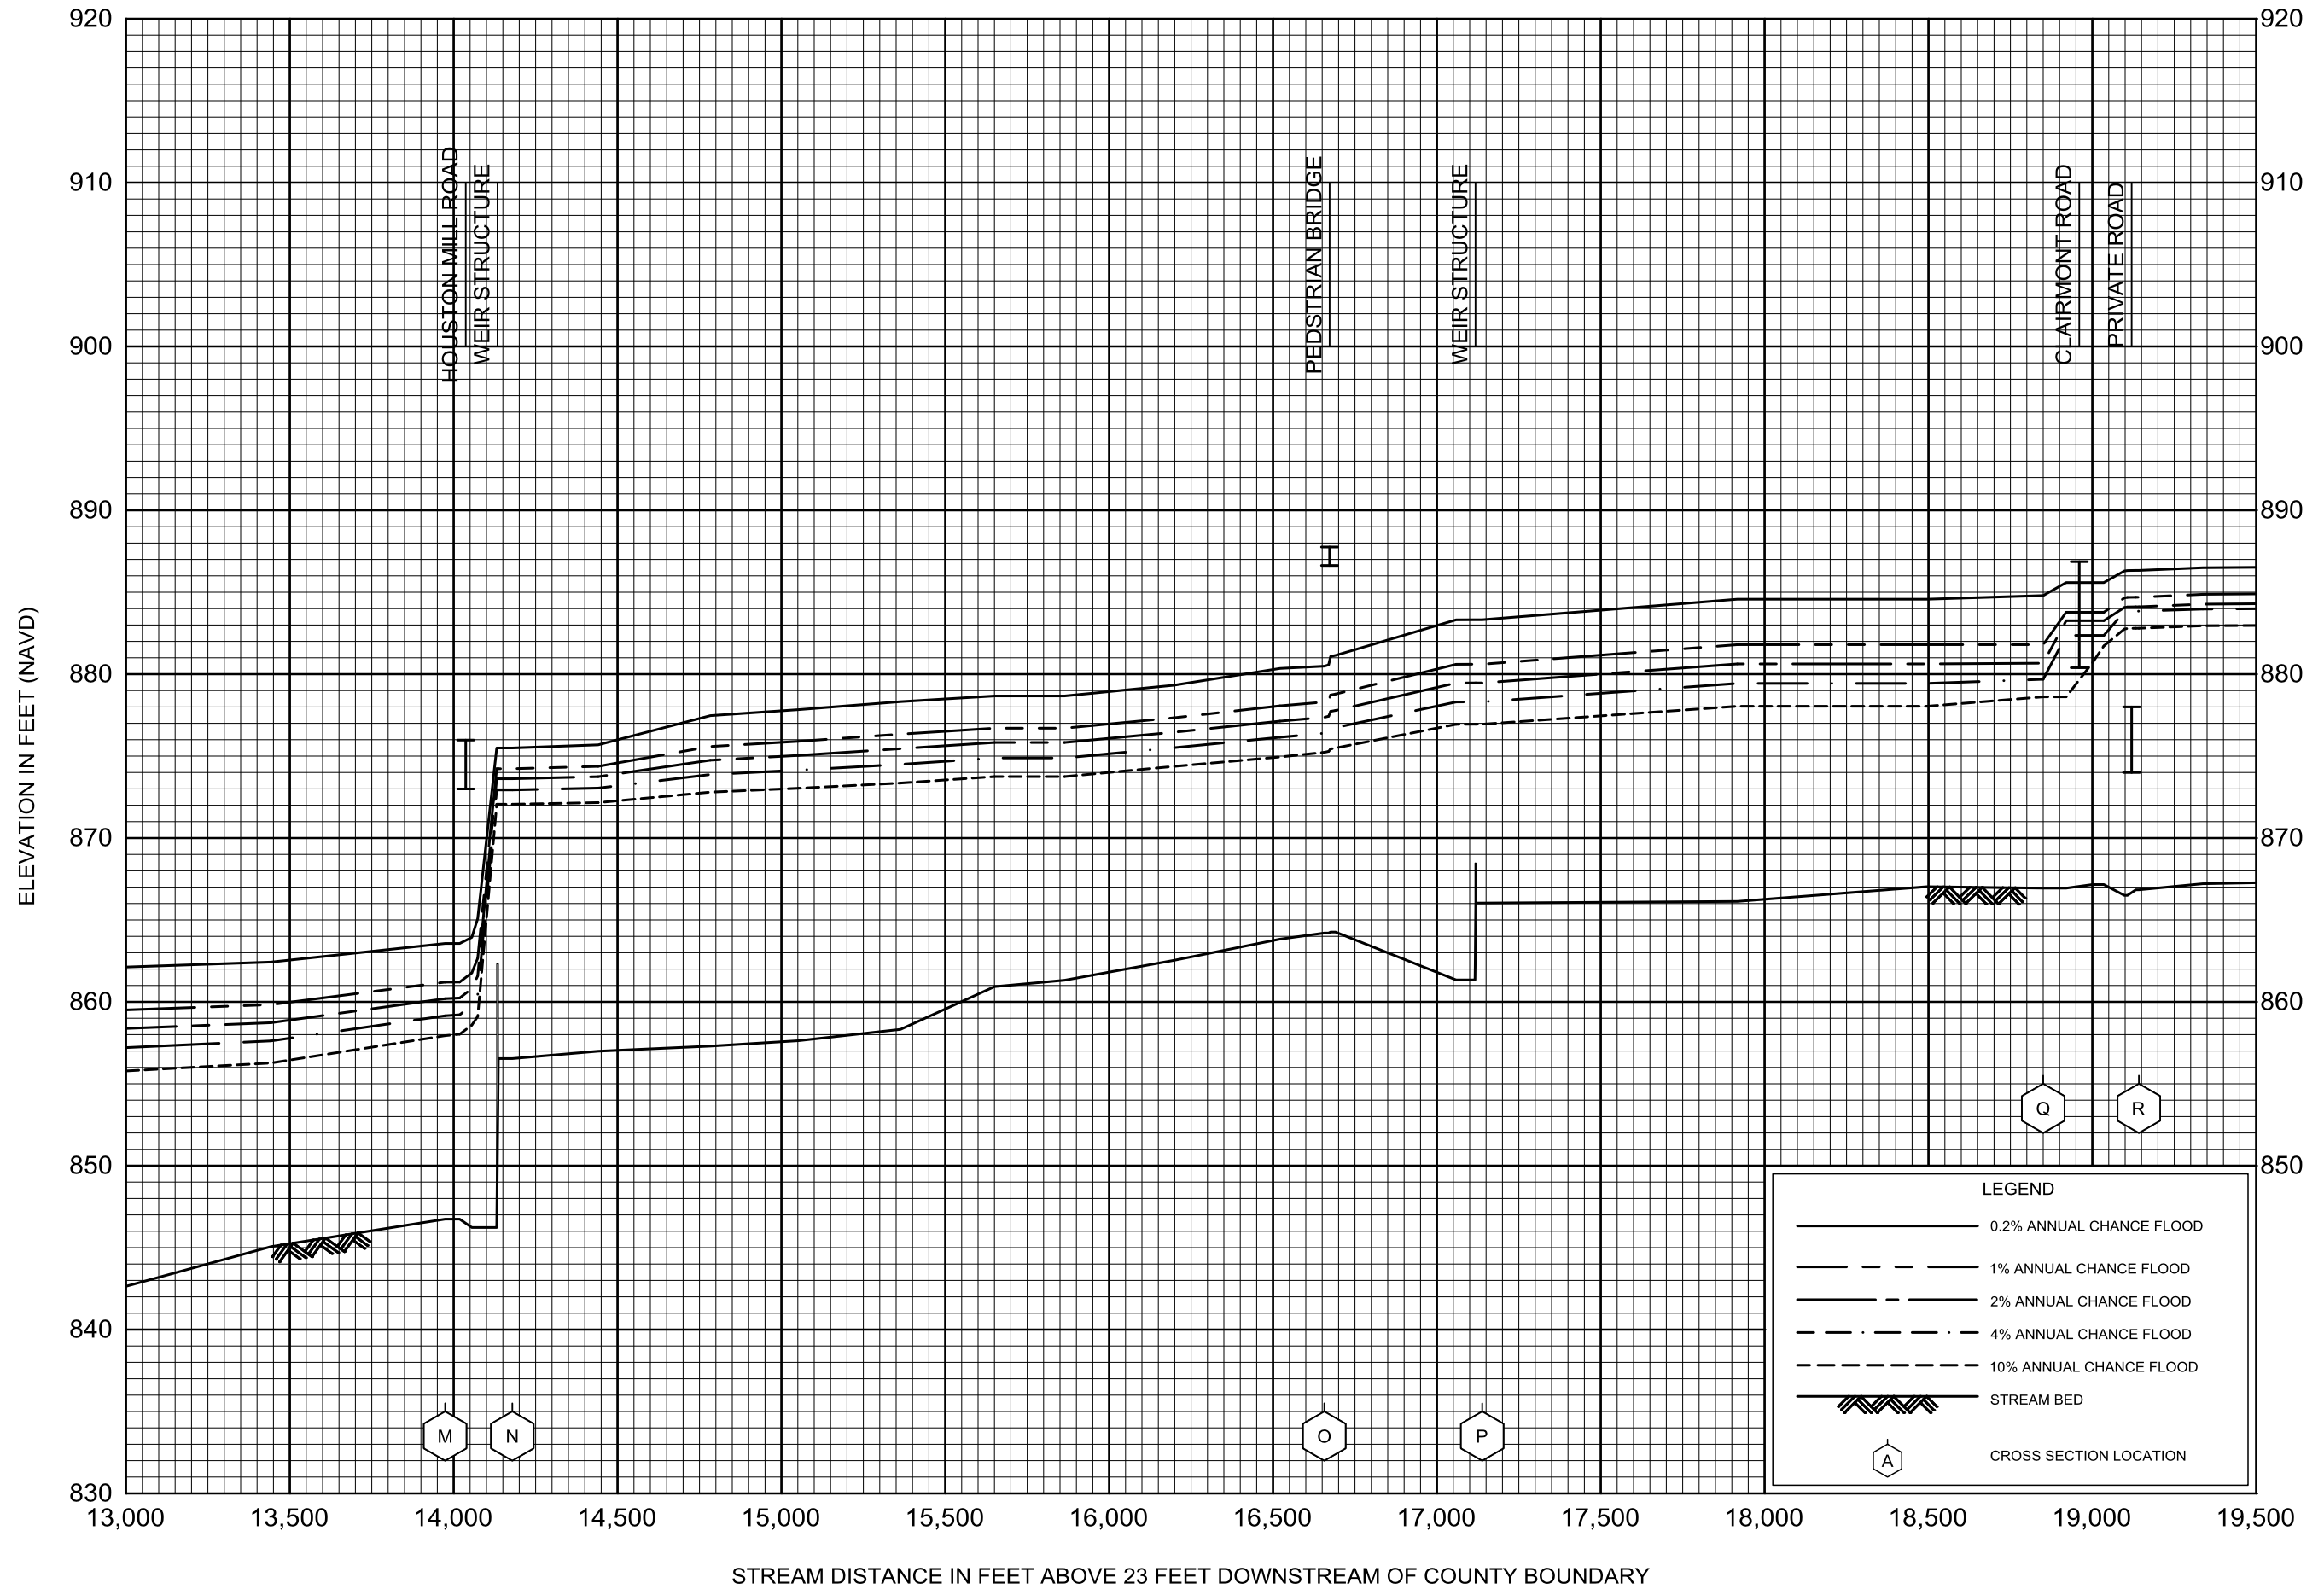 920
920
910
910
900
900
890
890
880
880
870
870
860
860
850
850
840
830
ELEVATION IN FEET (NAVD)
HOUSTON MILL ROAD
WEIR STRUCTURE
PEDSTRIAN BRIDGE
WEIR STRUCTURE
CLAIRMONT ROAD
PRIVATE ROAD
Q
R
M
N
O
P
LEGEND
0.2% ANNUAL CHANCE FLOOD
1% ANNUAL CHANCE FLOOD
2% ANNUAL CHANCE FLOOD
4% ANNUAL CHANCE FLOOD
10% ANNUAL CHANCE FLOOD
STREAM BED
A
CROSS SECTION LOCATION
13,000
13,500
14,000
14,500
15,000
15,500
16,000
16,500
17,000
17,500
18,000
18,500
19,000
19,500
STREAM DISTANCE IN FEET ABOVE 23 FEET DOWNSTREAM OF COUNTY BOUNDARY